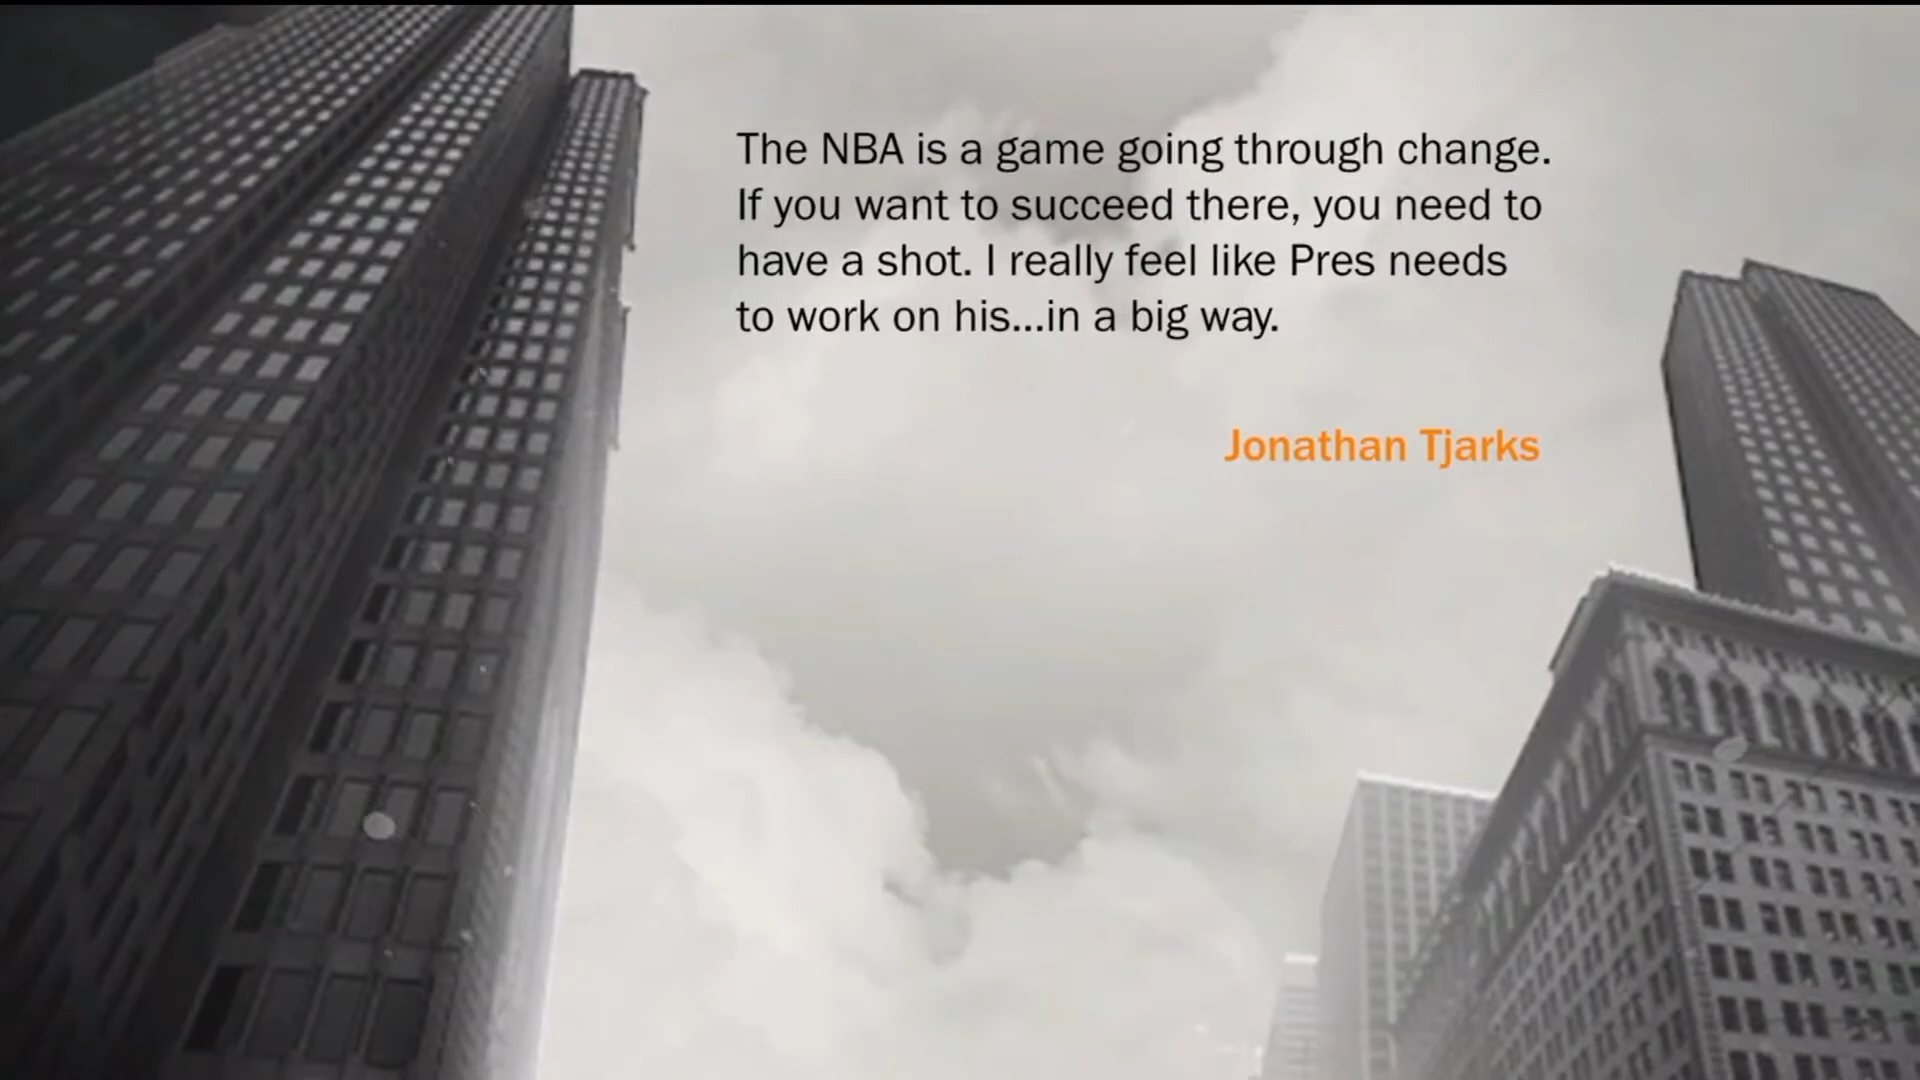 The NBA is a game going through change.
If you want to succeed there, you need to
have a shot. I really feel like Pres needs
to work on his...in a big way.
Jonathan Tjarks